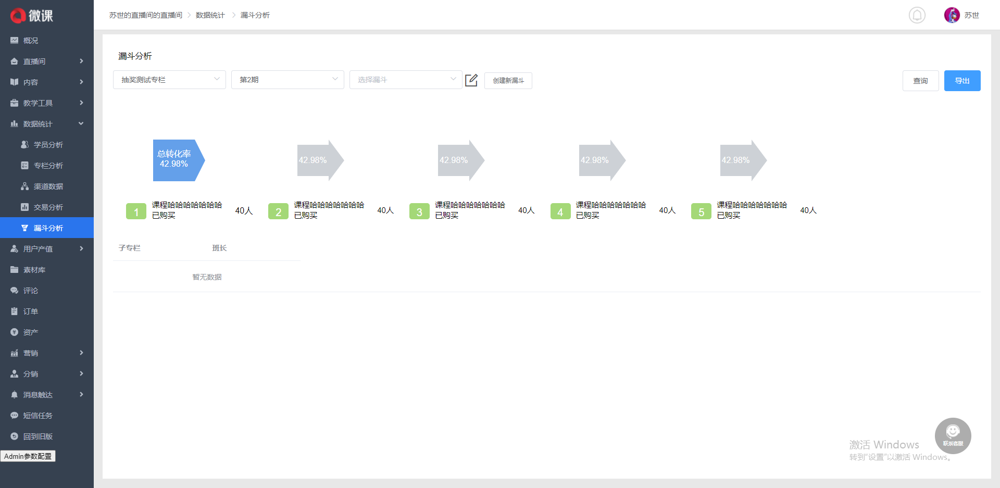 微课
苏世的直播间的直播间 > 数据统计 > 漏斗分析
苏世
概况
直播间
内容
教学工具
数据统计
学员分析
专栏分析
渠道数据
交易分析
漏斗分析
用户产值
素材库
评论
订单
资产
营销
分销
消息触达
短信任务
回到旧版
Admin参数配置
漏斗分析
抽奖测试专栏 第2期 选择漏斗 创建新漏斗 查询 导出
总转化率
42.98% 42.98% 42.98% 42.98% 42.98%
1 课程哈哈哈哈哈哈哈
已购买
40人
2 课程哈哈哈哈哈哈哈
已购买
40人
3 课程哈哈哈哈哈哈哈
已购买
40人
4 课程哈哈哈哈哈哈哈
已购买
40人
5 课程哈哈哈哈哈哈哈
已购买
40人
子专栏 班长
暂无数据
联系客服
激活 Windows
转到“设置”以激活 Windows。